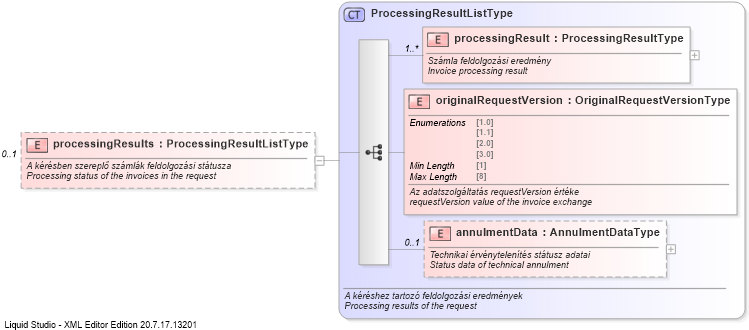 CT ProcessingResultListType
E processingResult : ProcessingResultType
1..*
Számla feldolgozási eredmény
Invoice processing result
E originalRequestVersion : OriginalRequestVersionType
Enumerations [1.0]
[1.1]
[2.0]
[3.0]
Min Length [1]
Max Length [8]
Az adatszolgáltatás requestVersion értéke
requestVersion value of the invoice exchange
0..1
E processingResults : ProcessingResultListType
A kérésben szereplő számlák feldolgozási státusza
Processing status of the invoices in the request
E annulmentData : AnnulmentDataType
0..1
Technikai érvénytelenítés státusz adatai
Status data of technical annulment
A kéréshez tartozó feldolgozási eredmények
Processing results of the request
Liquid Studio - XML Editor Edition 20.7.17.13201